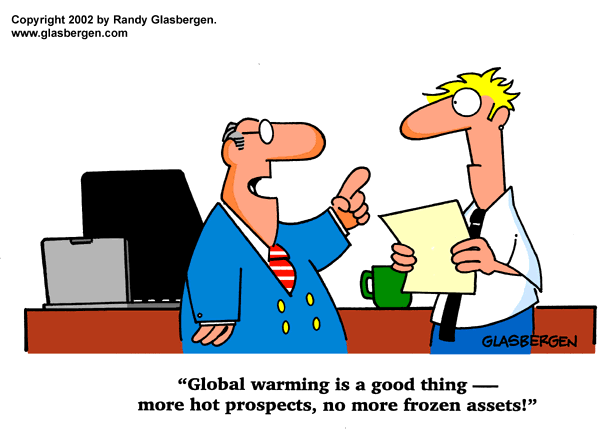 Copyright 2002 by Randy Glasbergen.
www.glasbergen.com
GLASBERGEN
“Global warming is a good thing —
more hot prospects, no more frozen assets!”